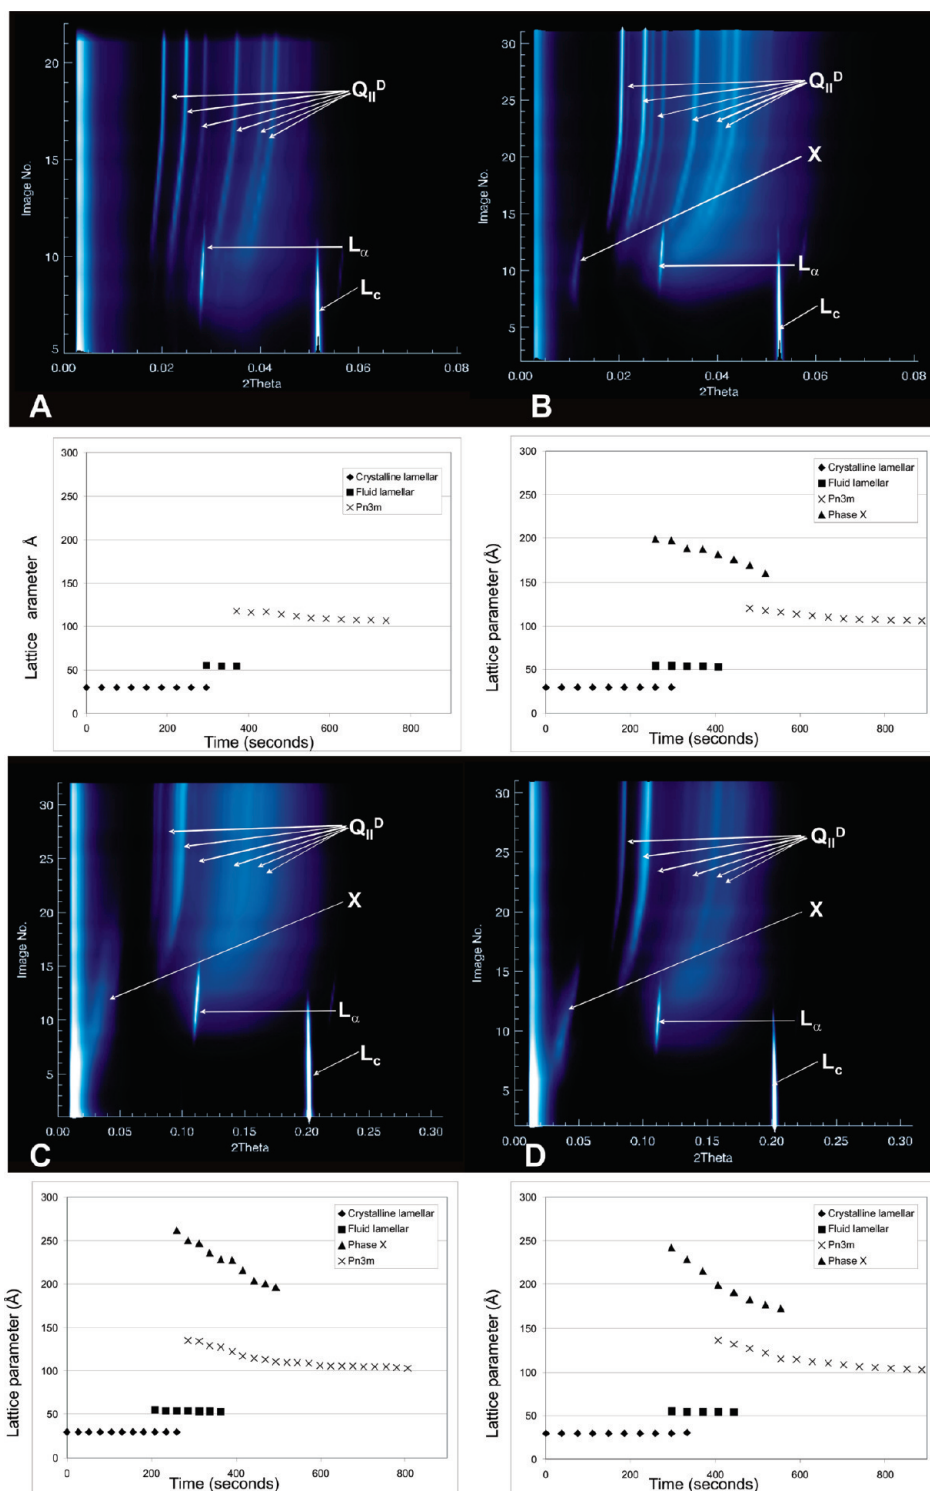 20
15
10
5
Image No.
0.00
0.02
0.04
0.06
0.08
2Theta
Q_II^D
L_α
L_c
A
30
25
20
15
10
5
Image No.
0.00
0.02
0.04
0.06
0.08
2Theta
Q_II^D
X
L_α
L_c
B
300
250
200
150
100
50
0
Lattice arameter Å
0
200
400
600
800
Time (seconds)
Crystalline lamellar
Fluid lamellar
Pn3m
300
250
200
150
100
50
0
Lattice parameter (Å)
0
200
400
600
800
Time (seconds)
Crystalline lamellar
Fluid lamellar
Pn3m
Phase X
30
25
20
15
10
5
Image No.
0.00
0.05
0.10
0.15
0.20
0.25
0.30
2Theta
Q_II^D
X
L_α
L_c
C
30
25
20
15
10
5
Image No.
0.00
0.05
0.10
0.15
0.20
0.25
0.30
2Theta
Q_II^D
X
L_α
L_c
D
300
250
200
150
100
50
0
Lattice parameter (Å)
0
200
400
600
800
Time (seconds)
Crystalline lamellar
Fluid lamellar
Phase X
Pn3m
300
250
200
150
100
50
0
Lattice parameter (Å)
0
200
400
600
800
Time (seconds)
Crystalline lamellar
Fluid lamellar
Pn3m
Phase X